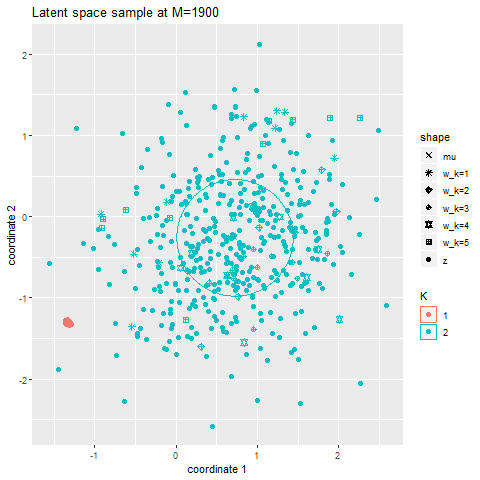 Latent space sample at M=1900
coordinate 2
2
1
0
-1
-2
-1
0
1
2
coordinate 1
shape
mu
w_k=1
w_k=2
w_k=3
w_k=4
w_k=5
z
K
1
2